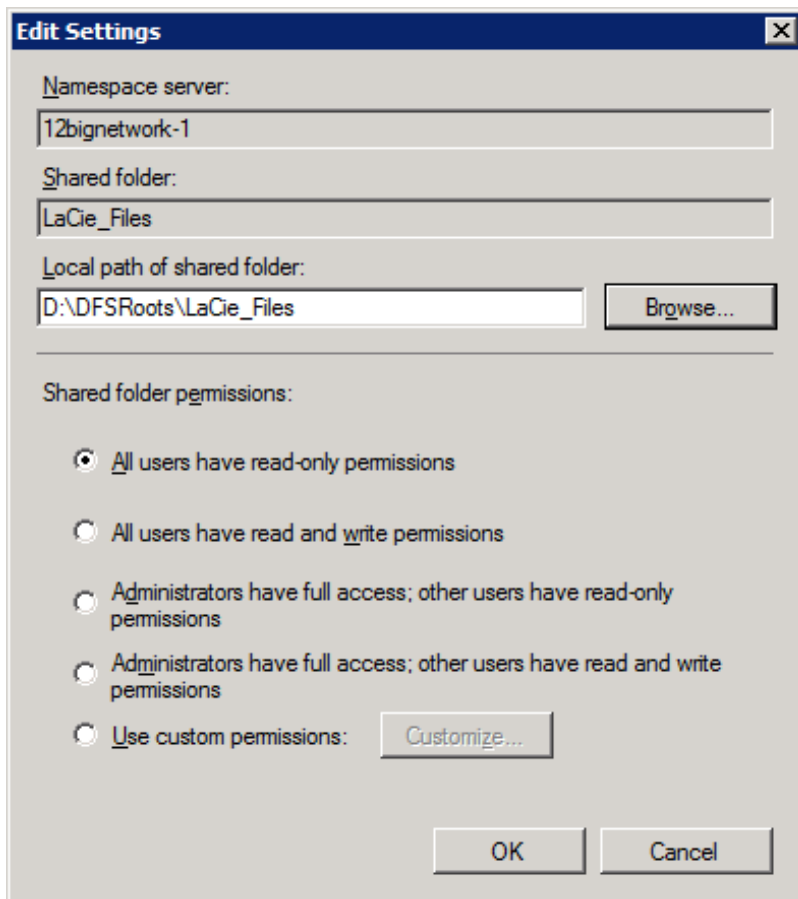 Edit Settings
Namespace server:
12bignetwork-1
Shared folder:
LaCie_Files
Local path of shared folder:
D:\DFSRoots\LaCie_Files
Browse...
Shared folder permissions:
All users have read-only permissions
All users have read and write permissions
Administrators have full access; other users have read-only
permissions
Administrators have full access; other users have read and write
permissions
Use custom permissions:
Customize...
OK
Cancel